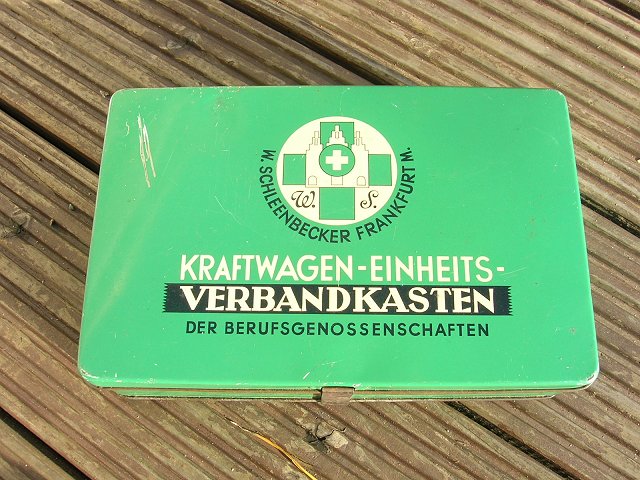 W. S.
W. SCHLEENBECKER FRANKFURT M.
KRAFTWAGEN-EINHEITS-
VERBANDKASTEN
DER BERUFSGENOSSENSCHAFTEN